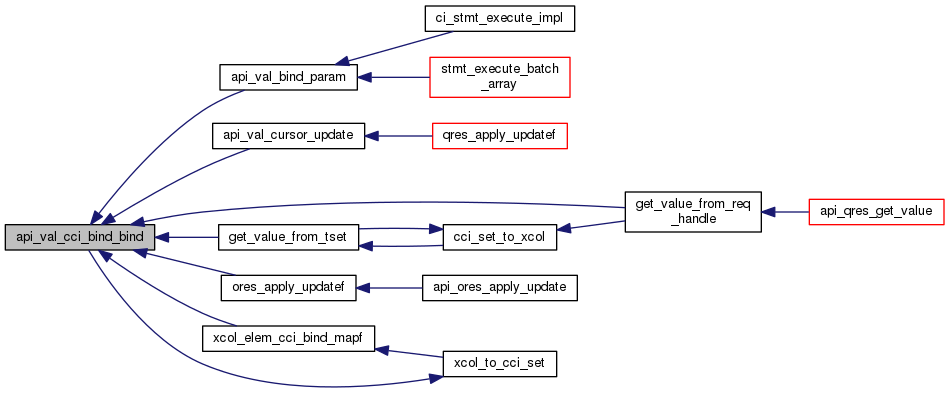 ci_stmt_execute_impl
api_val_bind_param
stmt_execute_batch
_array
api_val_cursor_update
qres_apply_updatef
get_value_from_req
_handle
api_qres_get_value
api_val_cci_bind_bind
get_value_from_tset
cci_set_to_xcol
ores_apply_updatef
api_ores_apply_update
xcol_elem_cci_bind_mapf
xcol_to_cci_set